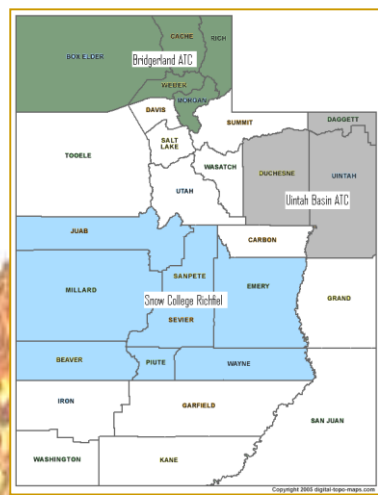 CACHE
RICH
BOX ELDER
Bridgerland ATC
WEBER
MORGAN
DAVIS
SUMMIT
DAGGETT
SALT
LAKE
TOOELE
WASATCH
DUCHESNE
UINTAH
UTAH
Uintah Basin ATC
JUAB
CARBON
SANPETE
MILLARD
EMERY
Snow College Richfiel
GRAND
SEVIER
BEAVER
PIUTE
WAYNE
IRON
GARFIELD
SAN JUAN
WASHINGTON
KANE
Copyright 2005 digital-topo-maps.com